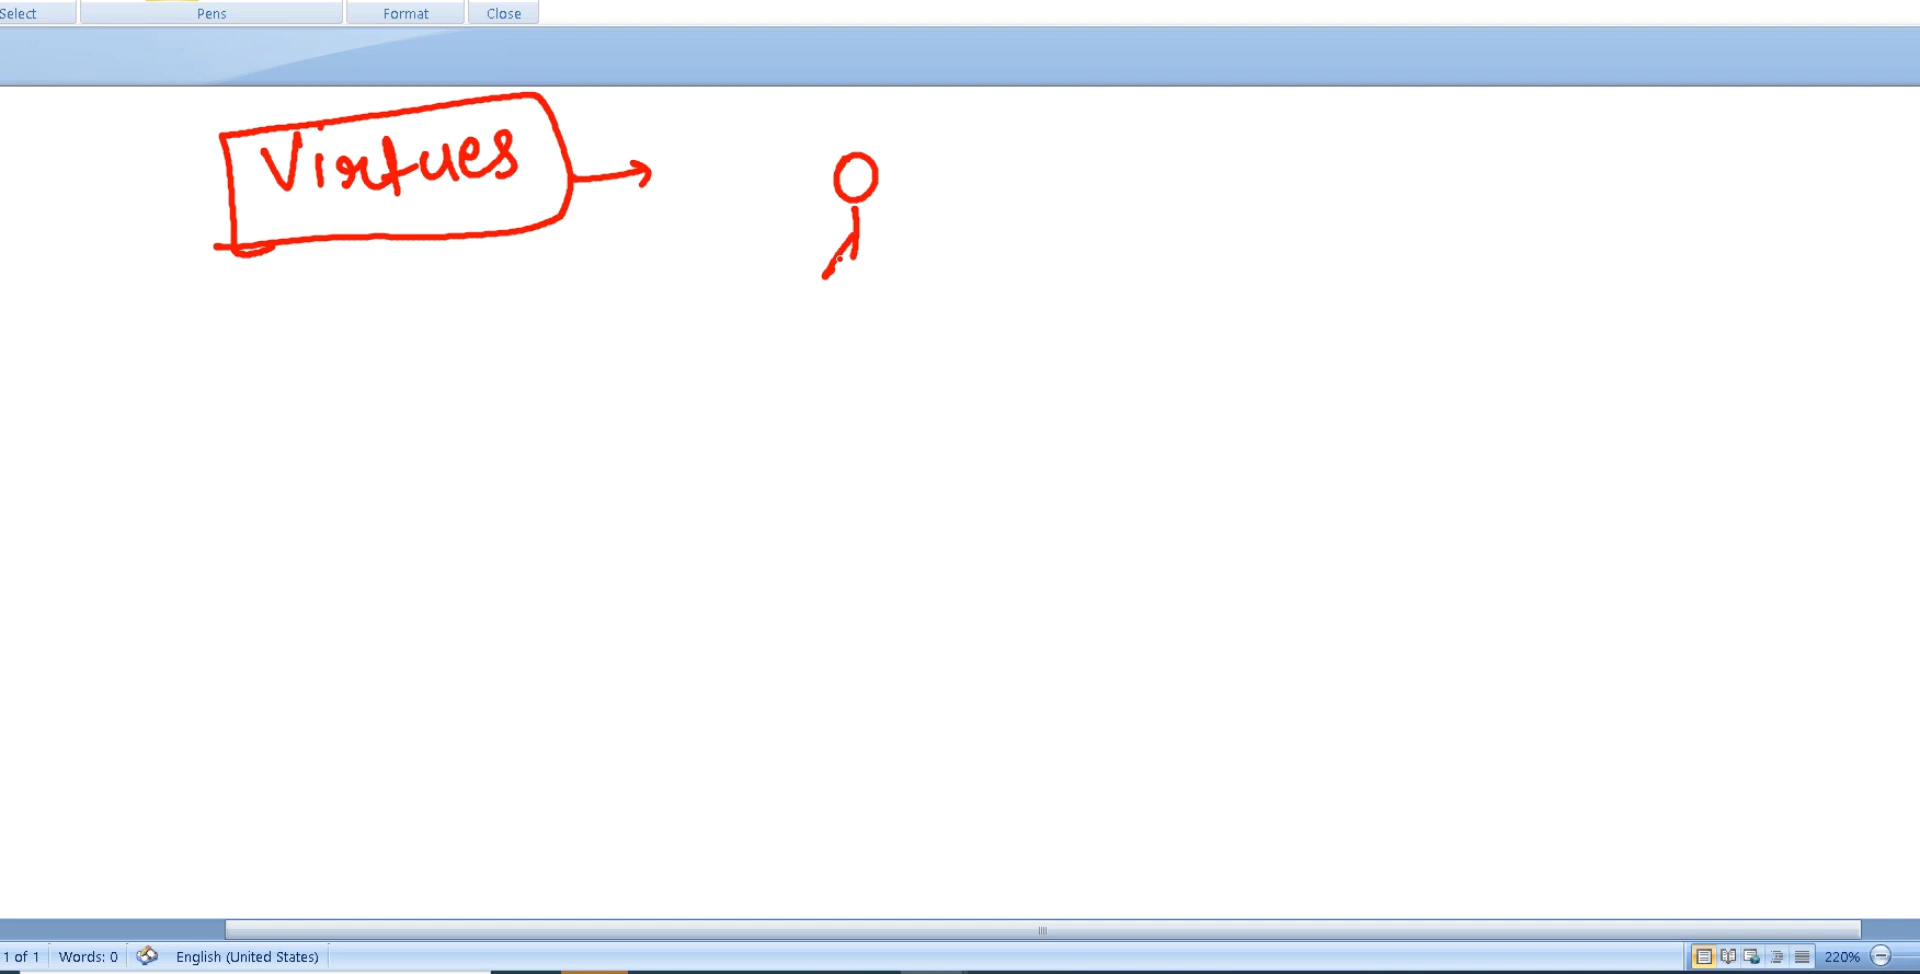 Select Pens Format Close
Virtues
1 of 1 Words: 0 English (United States) 220%